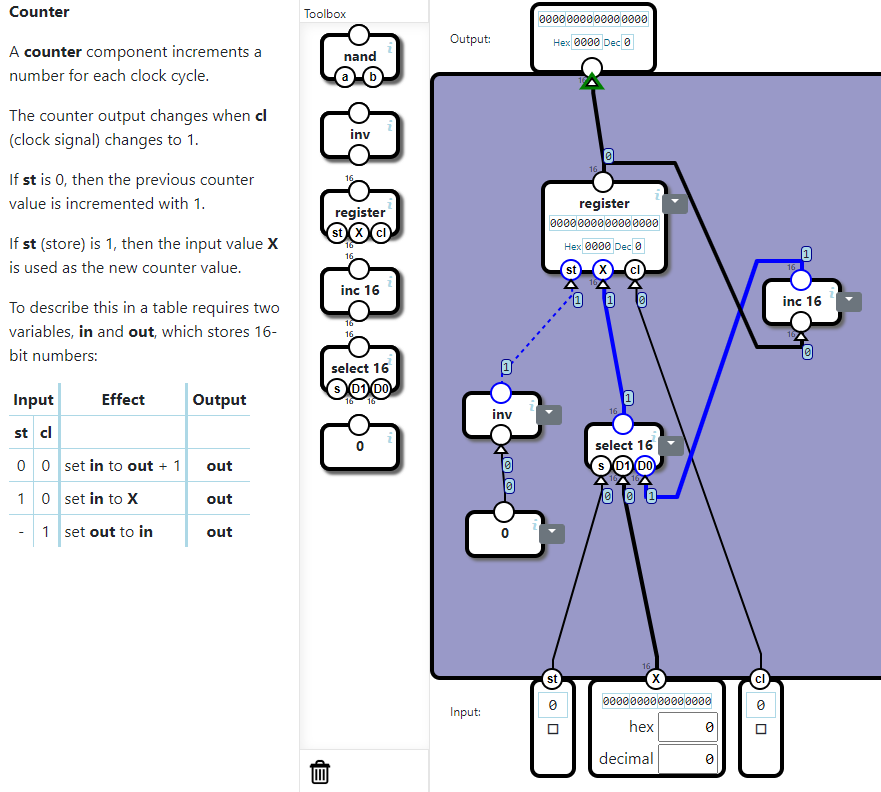 Counter
A counter component increments a
number for each clock cycle.
The counter output changes when cl
(clock signal) changes to 1.
If st is 0, then the previous counter
value is incremented with 1.
If st (store) is 1, then the input value X
is used as the new counter value.
To describe this in a table requires two
variables, in and out, which stores 16-
bit numbers:
Input Effect Output
st cl
0 0 set in to out + 1 out
1 0 set in to X out
- 1 set out to in out
Toolbox
nand
i
a b
inv
i
16
register
i
st X cl
16
16
inc 16
i
16
16
select 16
i
s D1 D0
16 16
0
i
Output:
0000000000000000
Hex 0000 Dec 0
16
0
16
register
i
0000000000000000
Hex 0000 Dec 0
st X cl
16
1 1 0
1
16
inc 16
i
16
0
1
inv
i
0
0
0
i
1
16
select 16
i
s D1 D0
16 16
0 0 1
Input:
st
0
16
X
0000000000000000
hex 0
decimal 0
cl
0